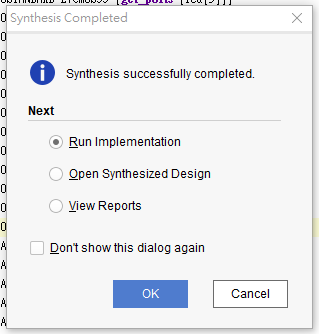 [get_ports
Synthesis Completed
Synthesis successfully completed.
Next
Run Implementation
Open Synthesized Design
View Reports
Don't show this dialog again
OK
Cancel